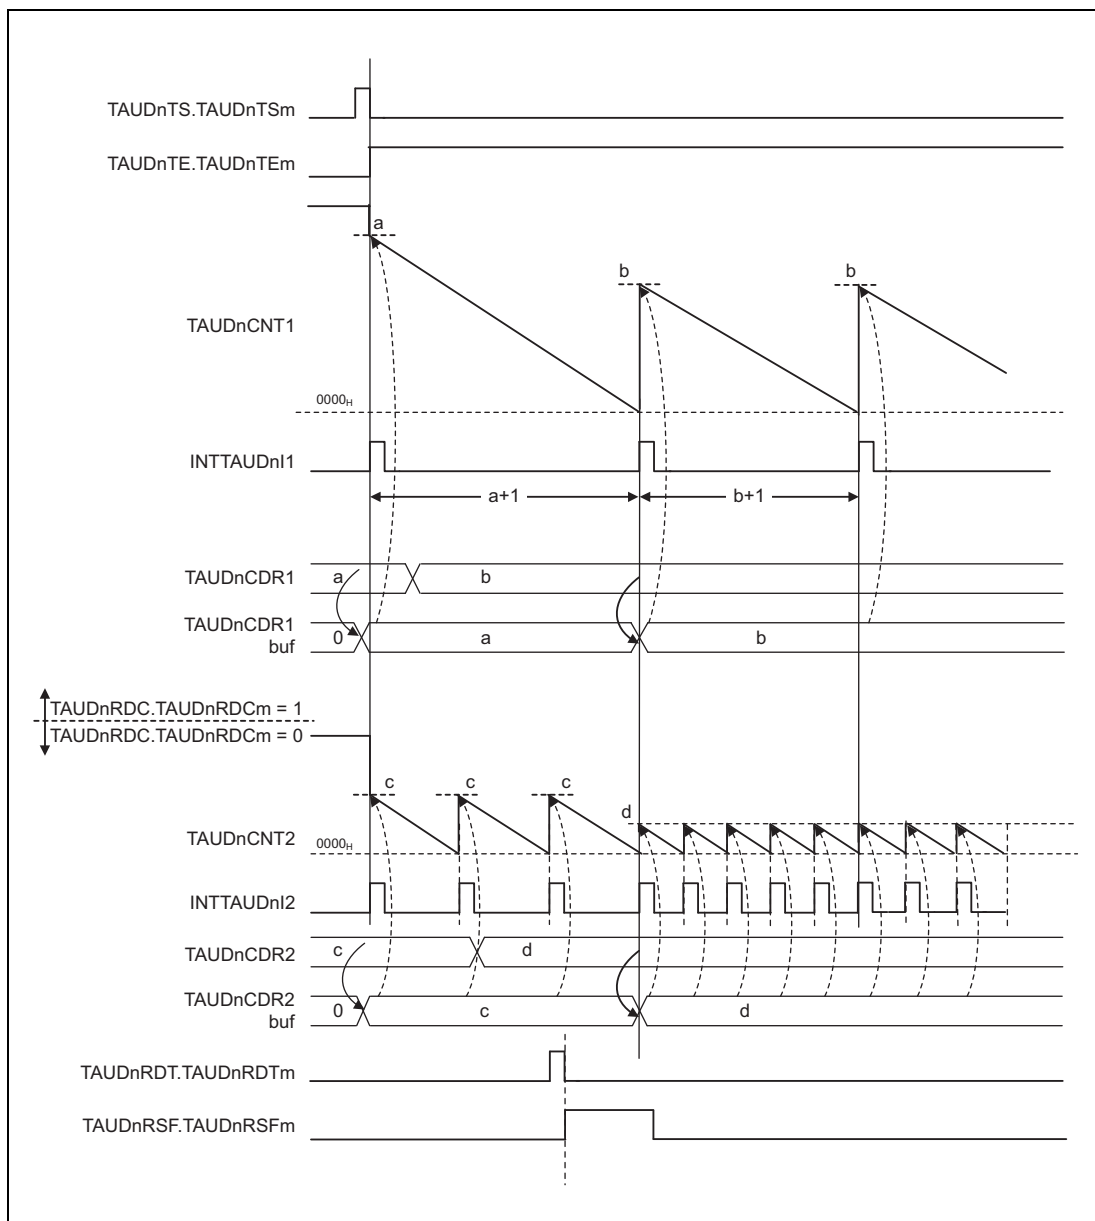 TAUDnTS.TAUDnTSm
TAUDnTE.TAUDnTEm
a
b
b
TAUDnCNT1
0000H
INTTAUDnI1
a+1
b+1
TAUDnCDR1
a
b
TAUDnCDR1
buf
0
a
b
TAUDnRDC.TAUDnRDCm = 1
TAUDnRDC.TAUDnRDCm = 0
c
c
c
d
TAUDnCNT2
0000H
INTTAUDnI2
TAUDnCDR2
c
d
TAUDnCDR2
buf
0
c
d
TAUDnRDT.TAUDnRDTm
TAUDnRSF.TAUDnRSFm